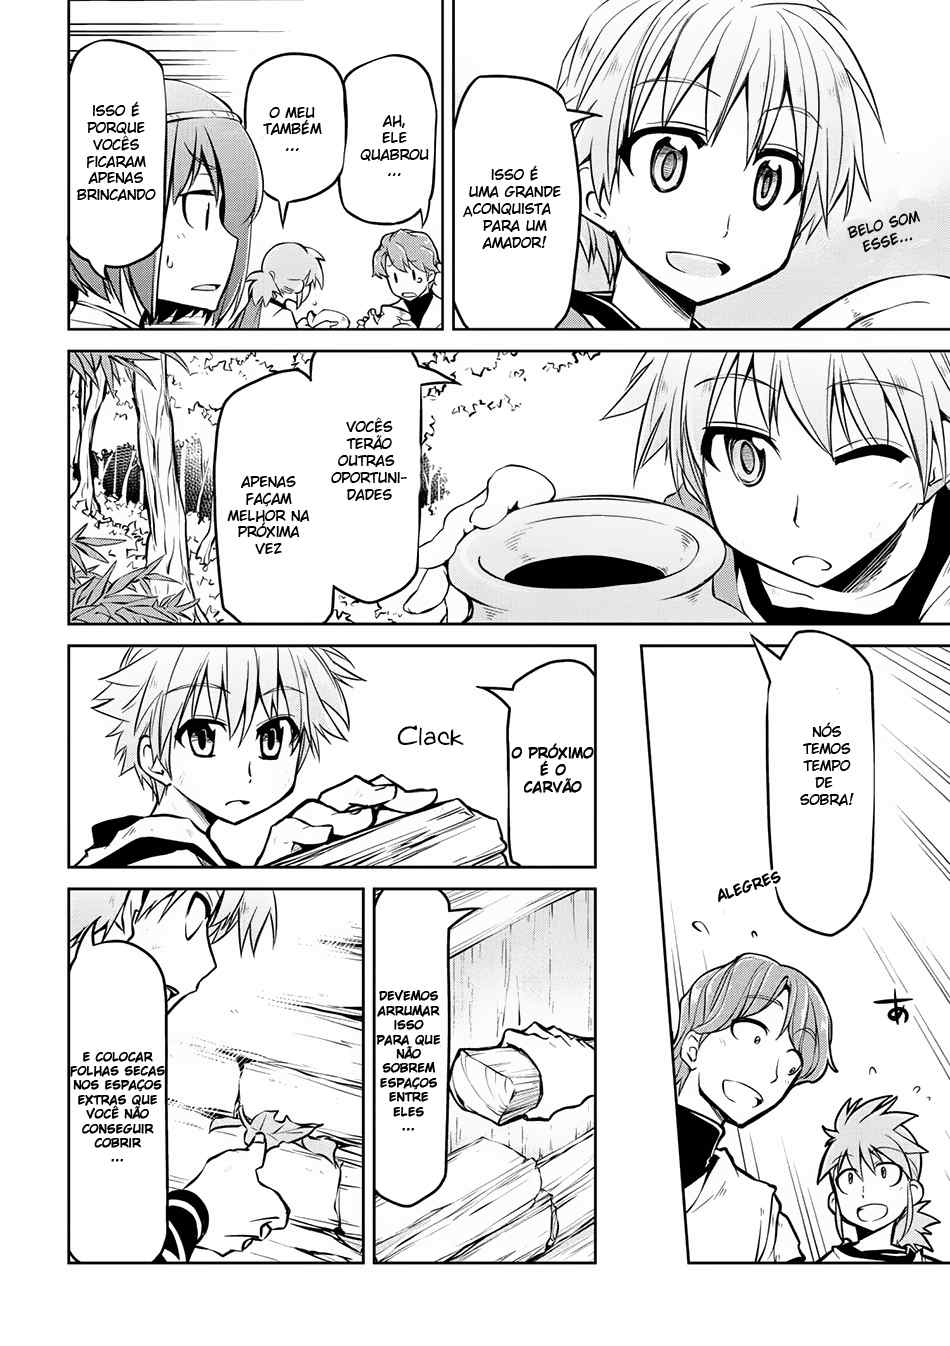 ISSO É
UMA GRANDE
ACONQUISTA
PARA UM
AMADOR!
BELO SOM
ESSE...
AH,
ELE
QUABROU
...
O MEU
TAMBÉM
...
ISSO É
PORQUE
VOCÊS
FICARAM
APENAS
BRINCANDO
VOCÊS
TERÃO
OUTRAS
OPORTUNI-
DADES
APENAS
FAÇAM
MELHOR NA
PRÓXIMA
VEZ
NÓS
TEMOS
TEMPO
DE
SOBRA!
ALEGRES
あ
O PRÓXIMO
É O
CARVÃO
Clack
DEVEMOS
ARRUMAR
ISSO
PARA QUE
NÃO
SOBREM
ESPAÇOS
ENTRE
ELES
...
E COLOCAR
FOLHAS SECAS
NOS ESPAÇOS
EXTRAS QUE
VOCÊ NÃO
CONSEGUIR
COBRIR
...